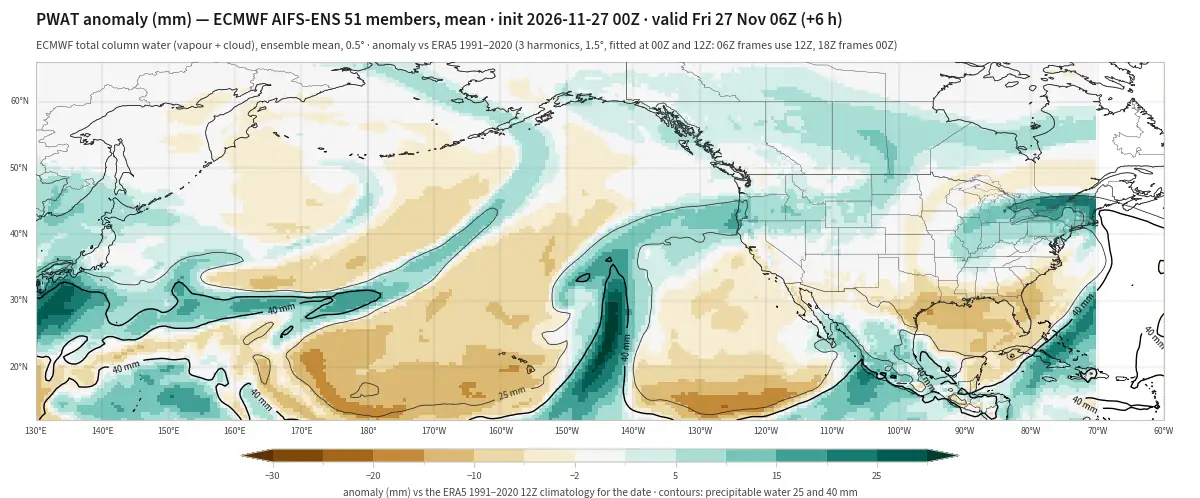 PWAT anomaly (mm) — ECMWF AIFS-ENS 51 members, mean · init 2026-11-27 00Z · valid Fri 27 Nov 06Z (+6 h)
ECMWF total column water (vapour + cloud), ensemble mean, 0.5° · anomaly vs ERA5 1991–2020 (3 harmonics, 1.5°, fitted at 00Z and 12Z: 06Z frames use 12Z, 18Z frames 00Z)
60°N
50°N
40°N
30°N
20°N
40 mm
40 mm
40 mm
25 mm
40 mm
40 mm
40 mm
40 mm
40 mm
130°E 140°E 150°E 160°E 170°E 180° 170°W 160°W 150°W 140°W 130°W 120°W 110°W 100°W 90°W 80°W 70°W 60°W
−30 −20 −10 −2 5 15 25
anomaly (mm) vs the ERA5 1991–2020 12Z climatology for the date · contours: precipitable water 25 and 40 mm